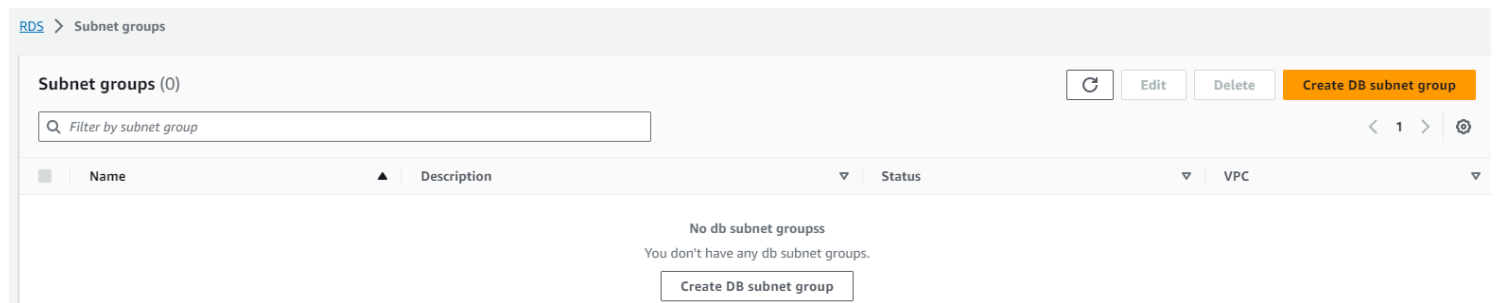 RDS > Subnet groups
Subnet groups (0)
Edit Delete Create DB subnet group
Filter by subnet group
< 1 >
Name Description Status VPC
No db subnet groupss
You don't have any db subnet groups.
Create DB subnet group